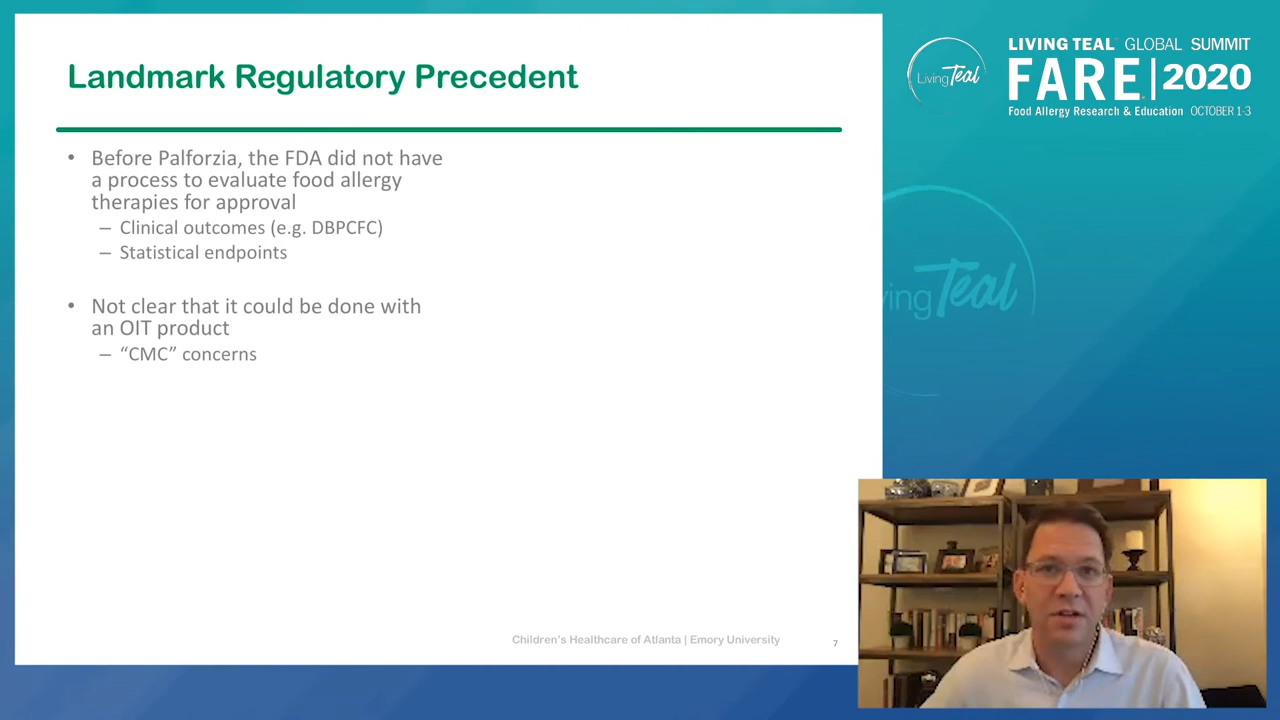 Landmark Regulatory Precedent
• Before Palforzia, the FDA did not have
a process to evaluate food allergy
therapies for approval
– Clinical outcomes (e.g. DBPCFC)
– Statistical endpoints
• Not clear that it could be done with
an OIT product
– “CMC” concerns
Children's Healthcare of Atlanta | Emory University
7
Living Teal
LIVING TEAL™ GLOBAL SUMMIT
FARE | 2020
Food Allergy Research & Education OCTOBER 1-3
ving Teal